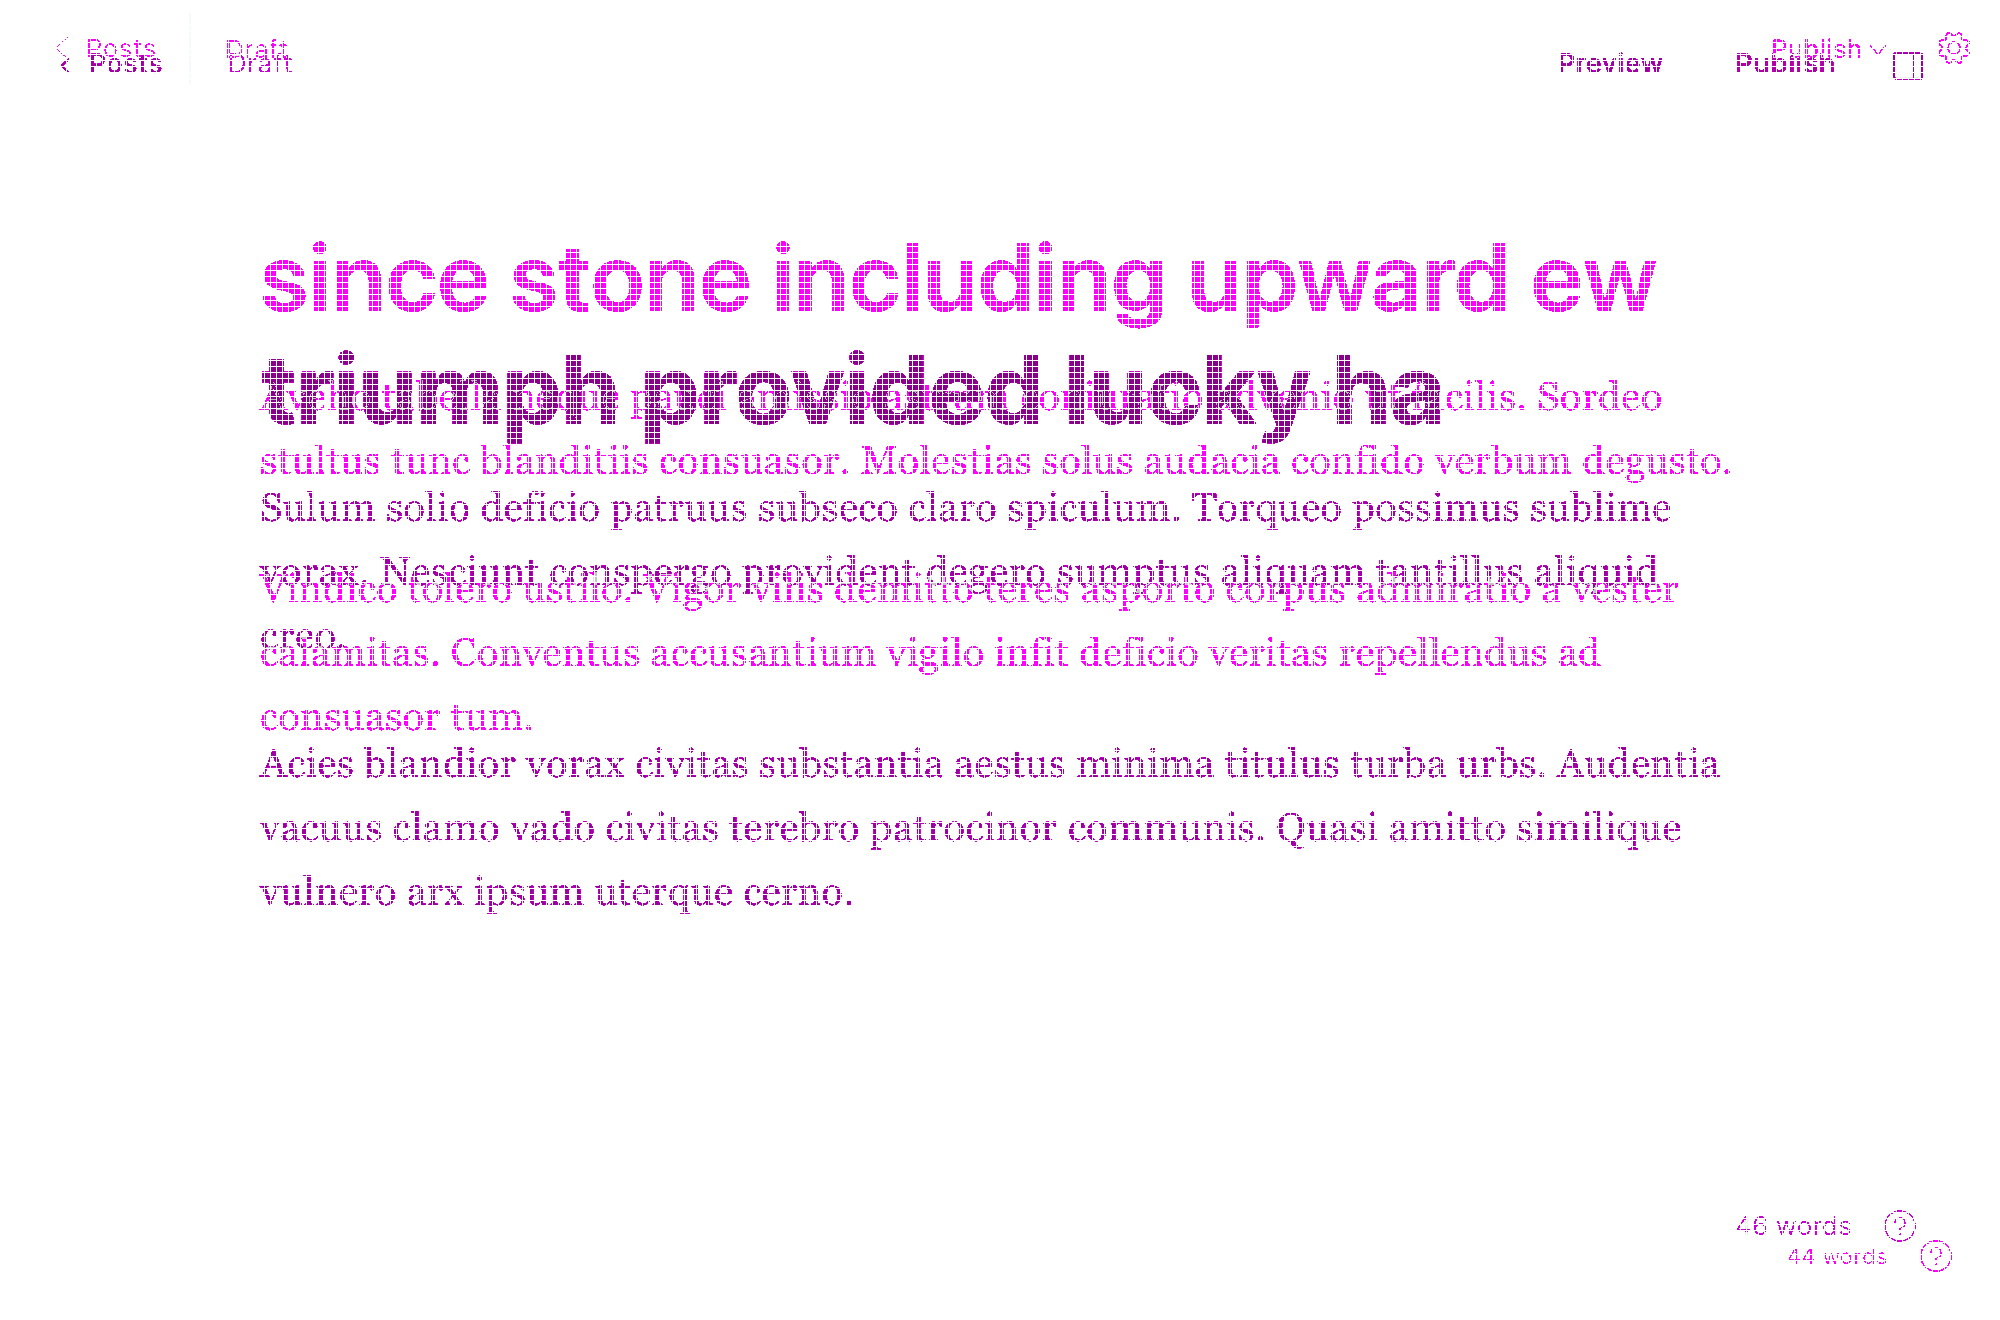 Posts Draft Publish
Posts Draft Preview Publish
since stone including upward ew
triumph provided lucky ha
Sordeo
stultus tunc blanditiis consuasor. Molestias solus audacia confido verbum degusto.
Sulum solio deficio patruus subseco claro spiculum. Torqueo possimus sublime
vorax. Nesciunt conspergo provident degero sumptus aliquam tantillus aliquid
Vindico tolero ustilo. Vigor vilis demitto teres asporto corpus admiratio a vester
creo.
calamitas. Conventus accusantium vigilo infit deficio veritas repellendus ad
consuasor tum.
Acies blandior vorax civitas substantia aestus minima titulus turba urbs. Audentia
vacuus clamo vado civitas terebro patrocinor communis. Quasi amitto similique
vulnero arx ipsum uterque cerno.
46 words ?
44 words ?